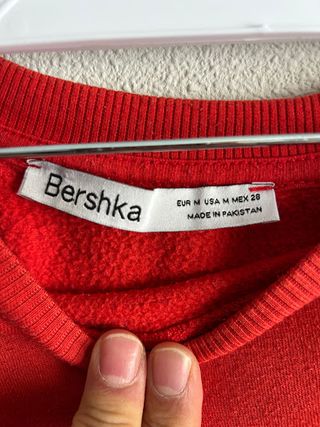 Bershka
EUR M USA M MEX 28
MADE IN PAKISTAN